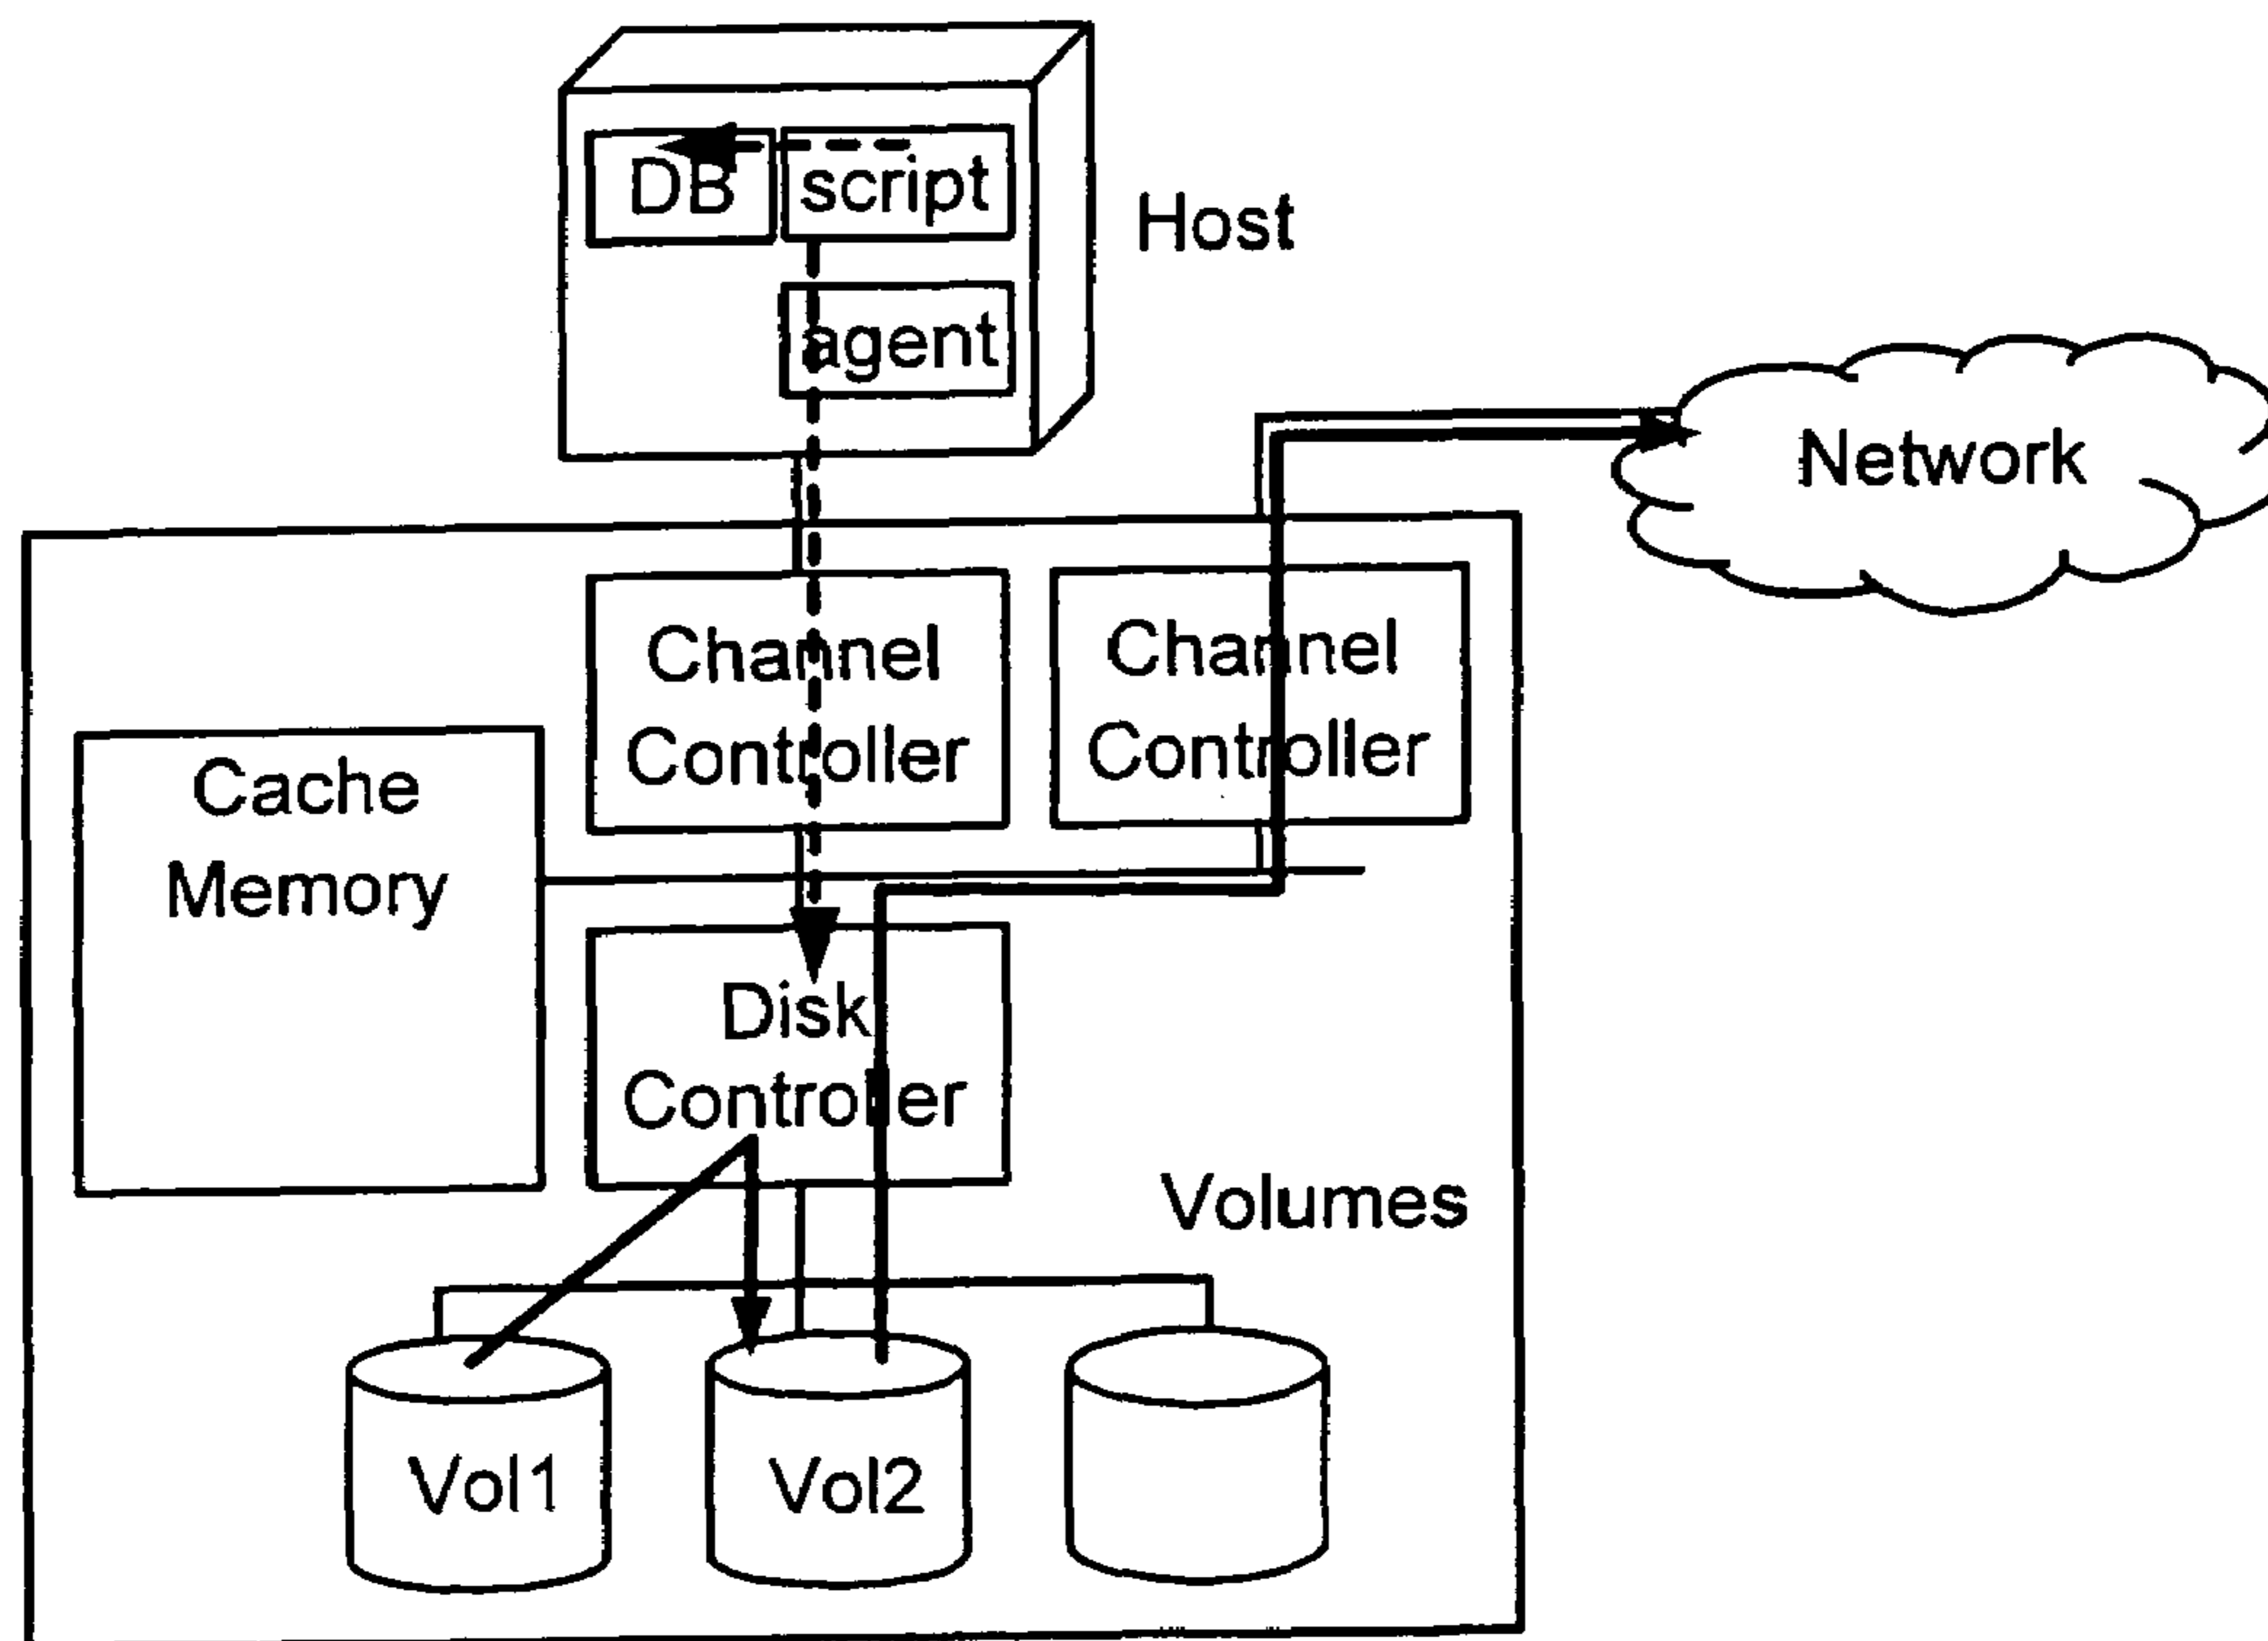 DB
script
Host
agent
Network
Channel
Controller
Channel
Controller
Cache
Memory
Disk
Controller
Volumes
Vol1
Vol2